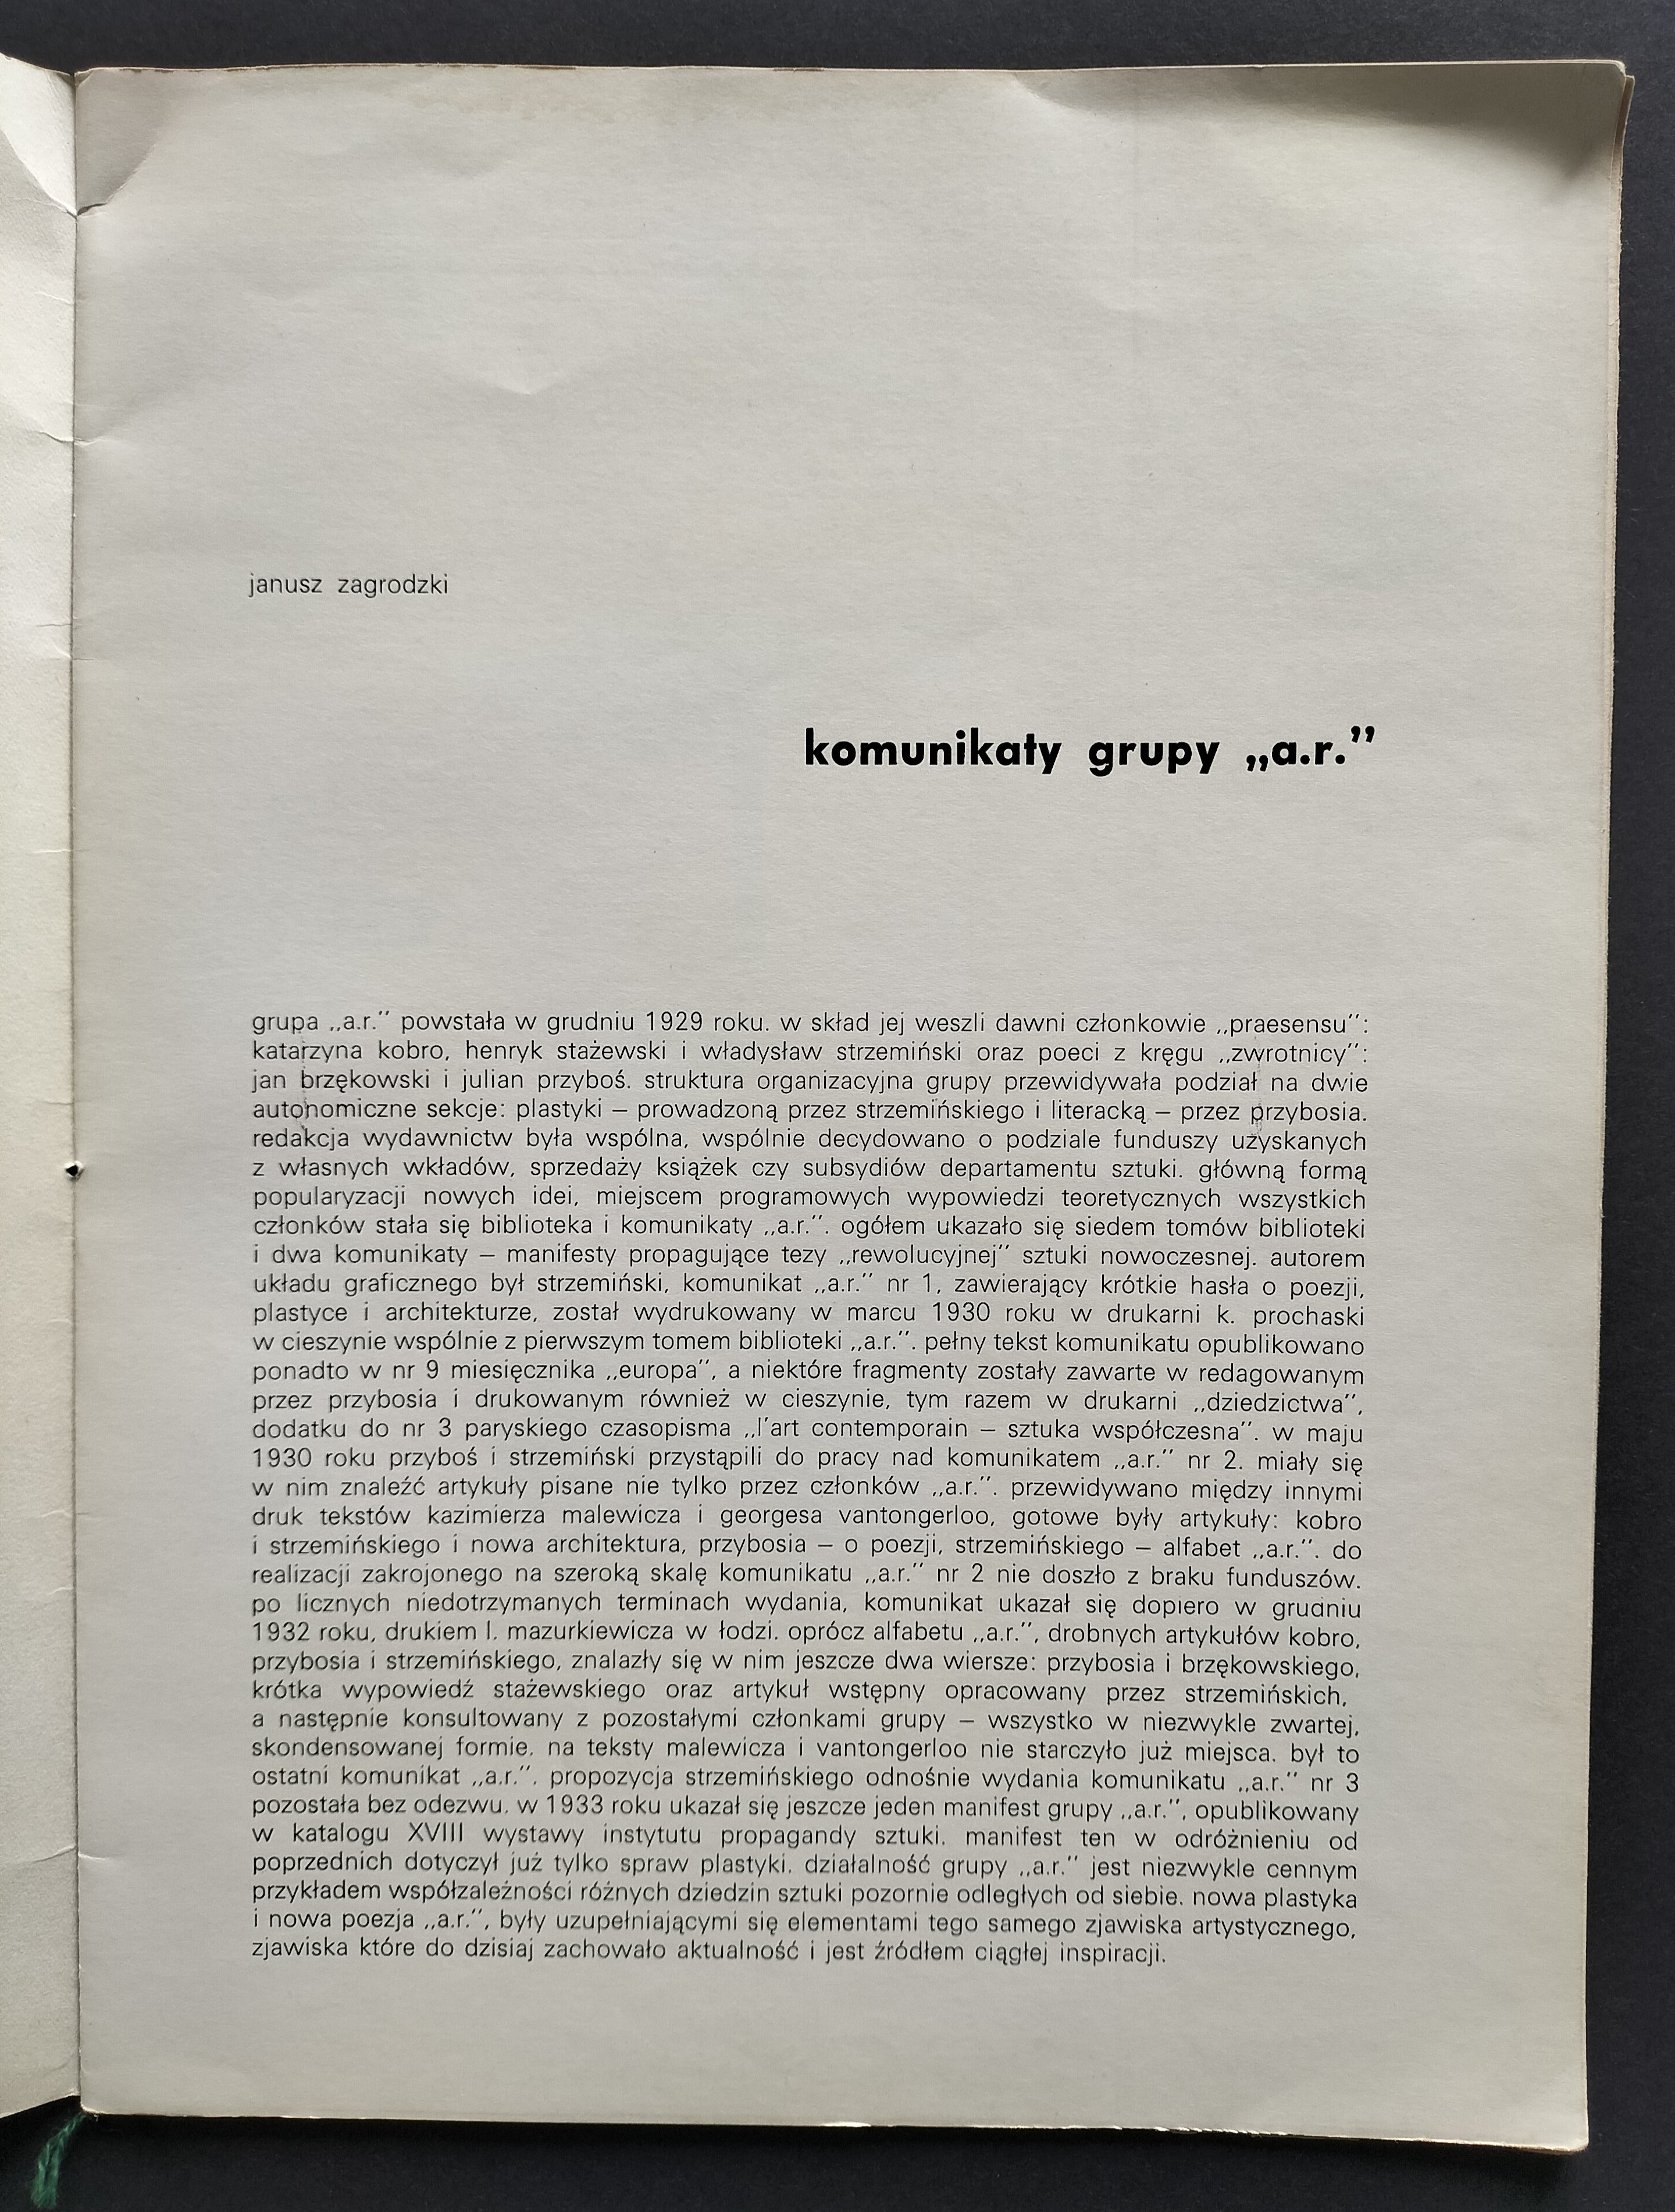 janusz zagrodzki
komunikaty grupy „a.r.”
grupa „a.r.” powstała w grudniu 1929 roku. w skład jej weszli dawni członkowie „praesensu”:
katarzyna kobro, henryk stażewski i władysław strzemiński oraz poeci z kręgu „zwrotnicy”:
jan brzękowski i julian przyboś. struktura organizacyjna grupy przewidywała podział na dwie
autonomiczne sekcje: plastyki – prowadzoną przez strzemińskiego i literacką – przez przybosia.
redakcja wydawnictw była wspólna, wspólnie decydowano o podziale funduszy uzyskanych
z własnych wkładów, sprzedaży książek czy subsydiów departamentu sztuki. główną formą
popularyzacji nowych idei, miejscem programowych wypowiedzi teoretycznych wszystkich
członków stała się biblioteka i komunikaty „a.r.”. ogółem ukazało się siedem tomów biblioteki
i dwa komunikaty – manifesty propagujące tezy „rewolucyjnej” sztuki nowoczesnej. autorem
układu graficznego był strzemiński, komunikat „a.r.” nr 1, zawierający krótkie hasła o poezji,
plastyce i architekturze, został wydrukowany w marcu 1930 roku w drukarni k. prochaski
w cieszynie wspólnie z pierwszym tomem biblioteki „a.r.”. pełny tekst komunikatu opublikowano
ponadto w nr 9 miesięcznika „europa”, a niektóre fragmenty zostały zawarte w redagowanym
przez przybosia i drukowanym również w cieszynie, tym razem w drukarni „dziedzictwa”,
dodatku do nr 3 paryskiego czasopisma „l'art contemporain – sztuka współczesna”. w maju
1930 roku przyboś i strzemiński przystąpili do pracy nad komunikatem „a.r.” nr 2. miały się
w nim znaleźć artykuły pisane nie tylko przez członków „a.r.”. przewidywano między innymi
druk tekstów kazimierza malewicza i georgesa vantongerloo, gotowe były artykuły: kobro
i strzemińskiego i nowa architektura, przybosia – o poezji, strzemińskiego – alfabet „a.r.”. do
realizacji zakrojonego na szeroką skalę komunikatu „a.r.” nr 2 nie doszło z braku funduszów.
po licznych niedotrzymanych terminach wydania, komunikat ukazał się dopiero w grudniu
1932 roku, drukiem l. mazurkiewicza w łodzi. oprócz alfabetu „a.r.”, drobnych artykułów kobro,
przybosia i strzemińskiego, znalazły się w nim jeszcze dwa wiersze: przybosia i brzękowskiego,
krótka wypowiedź stażewskiego oraz artykuł wstępny opracowany przez strzemińskich,
a następnie konsultowany z pozostałymi członkami grupy – wszystko w niezwykle zwartej,
skondensowanej formie. na teksty malewicza i vantongerloo nie starczyło już miejsca. był to
ostatni komunikat „a.r.”. propozycja strzemińskiego odnośnie wydania komunikatu „a.r.” nr 3
pozostała bez odezwu. w 1933 roku ukazał się jeszcze jeden manifest grupy „a.r.”, opublikowany
w katalogu XVIII wystawy instytutu propagandy sztuki. manifest ten w odróżnieniu od
poprzednich dotyczył już tylko spraw plastyki. działalność grupy „a.r.” jest niezwykle cennym
przykładem współzależności różnych dziedzin sztuki pozornie odległych od siebie. nowa plastyka
i nowa poezja „a.r.”, były uzupełniającymi się elementami tego samego zjawiska artystycznego,
zjawiska które do dzisiaj zachowało aktualność i jest źródłem ciągłej inspiracji.